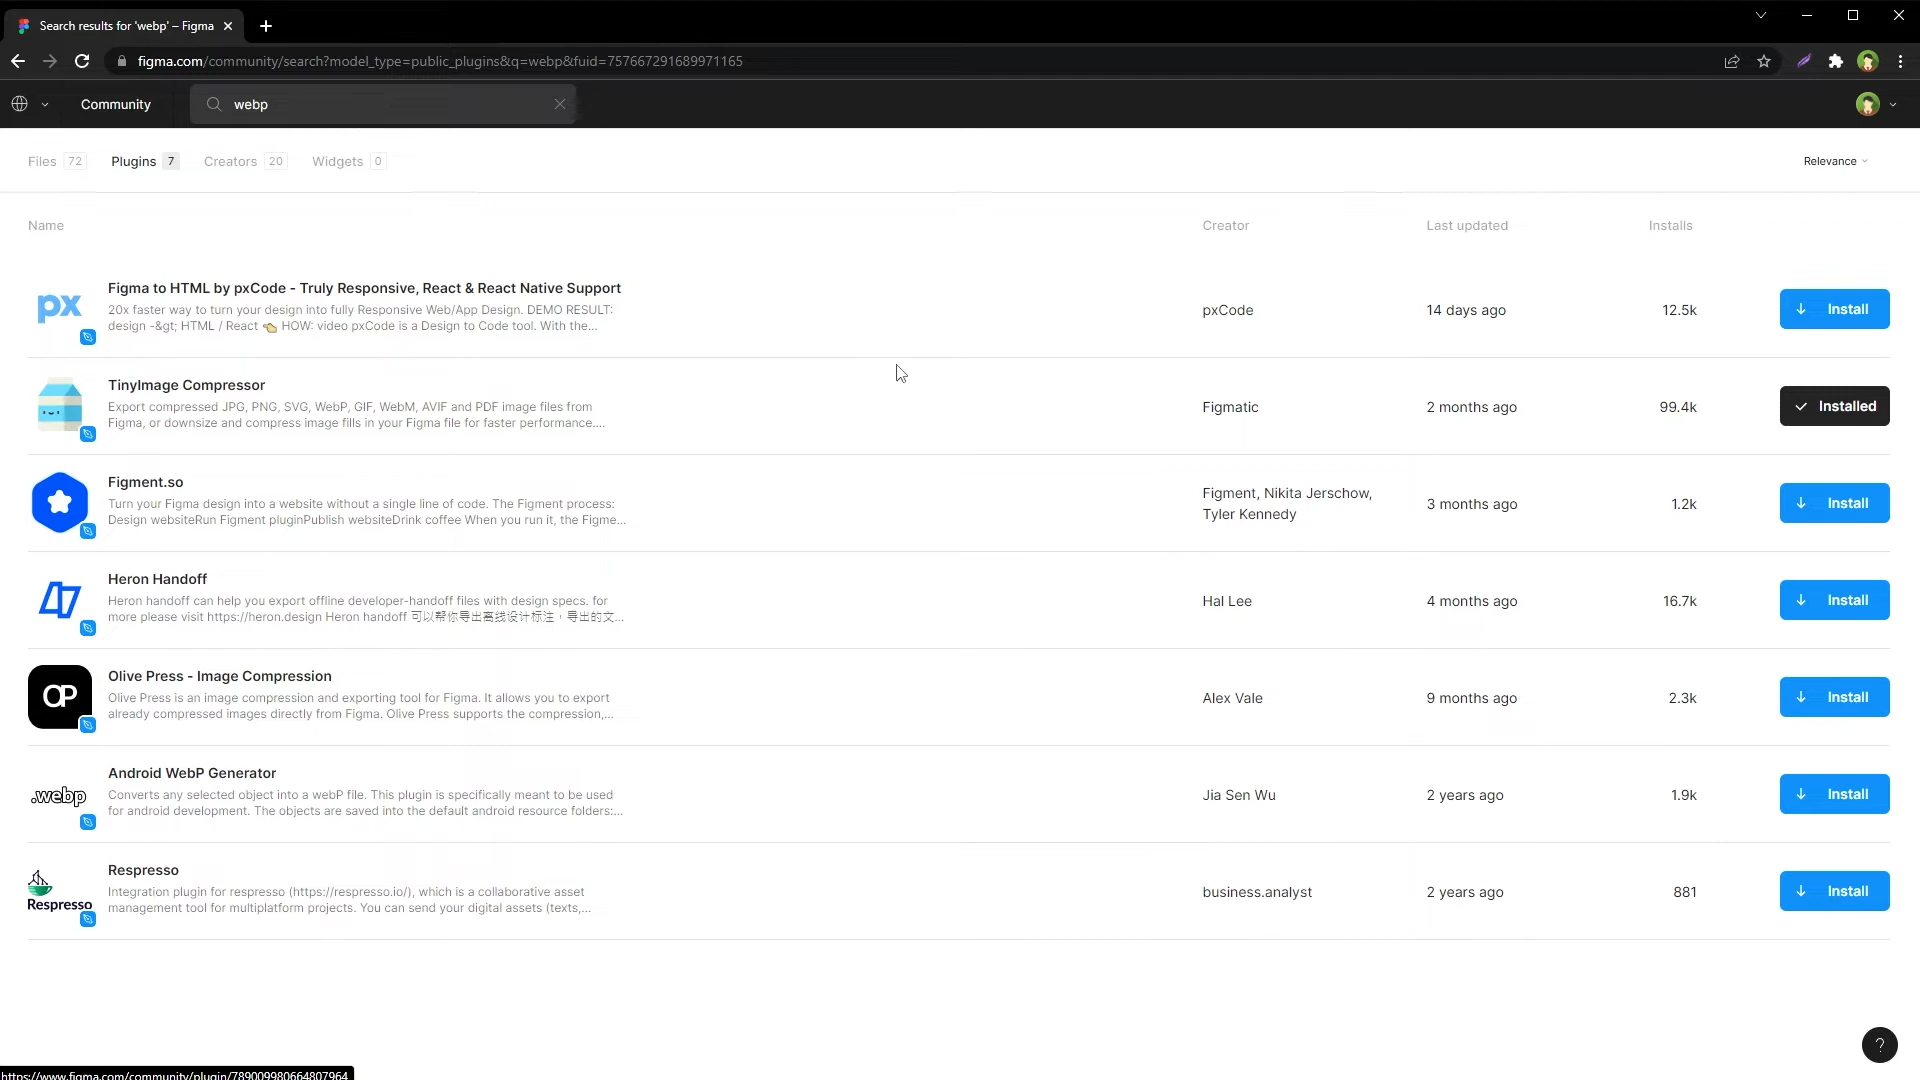 Search results for 'webp' – Figma
figma.com/community/search?model_type=public_plugins&q=webp&fuid=757667291689971165
Community
webp
Files 72 Plugins 7 Creators 20 Widgets 0
Relevance
Name Creator Last updated Installs
px
Figma to HTML by pxCode - Truly Responsive, React & React Native Support
20x faster way to turn your design into fully Responsive Web/App Design. DEMO RESULT:
design -&gt; HTML / React 👈 HOW: video pxCode is a Design to Code tool. With the...
pxCode 14 days ago 12.5k Install
TinyImage Compressor
Export compressed JPG, PNG, SVG, WebP, GIF, WebM, AVIF and PDF image files from
Figma, or downsize and compress image fills in your Figma file for faster performance....
Figmatic 2 months ago 99.4k Installed
Figment.so
Turn your Figma design into a website without a single line of code. The Figment process:
Design websiteRun Figment pluginPublish websiteDrink coffee When you run it, the Figme...
Figment, Nikita Jerschow,
Tyler Kennedy
3 months ago 1.2k Install
Heron Handoff
Heron handoff can help you export offline developer-handoff files with design specs. for
more please visit https://heron.design Heron handoff 可以帮你导出离线设计标注，导出的文...
Hal Lee 4 months ago 16.7k Install
OP
Olive Press - Image Compression
Olive Press is an image compression and exporting tool for Figma. It allows you to export
already compressed images directly from Figma. Olive Press supports the compression,...
Alex Vale 9 months ago 2.3k Install
.webp
Android WebP Generator
Converts any selected object into a webP file. This plugin is specifically meant to be used
for android development. The objects are saved into the default android resource folders:...
Jia Sen Wu 2 years ago 1.9k Install
Respresso
Respresso
Integration plugin for respresso (https://respresso.io/), which is a collaborative asset
management tool for multiplatform projects. You can send your digital assets (texts,...
business.analyst 2 years ago 881 Install
?
https://www.figma.com/community/plugin/789009980664807964